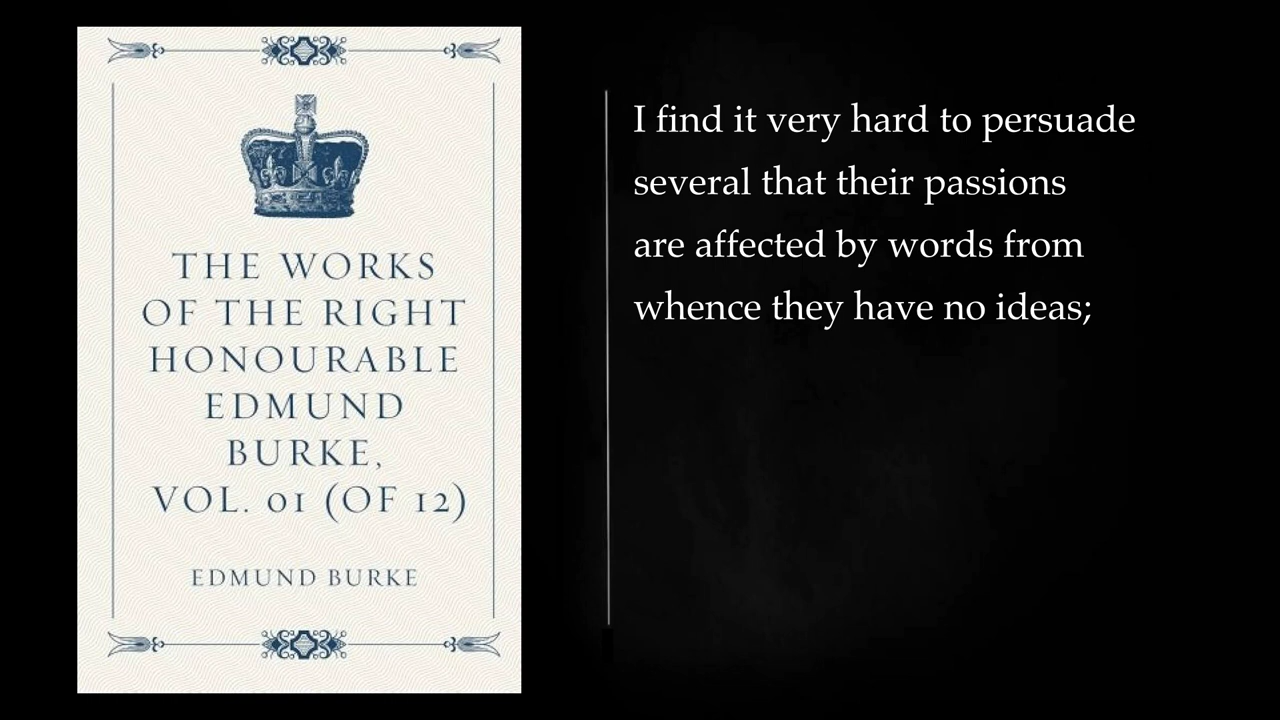 THE WORKS
OF THE RIGHT
HONOURABLE
EDMUND
BURKE,
VOL. 01 (OF 12)
EDMUND BURKE
I find it very hard to persuade
several that their passions
are affected by words from
whence they have no ideas;